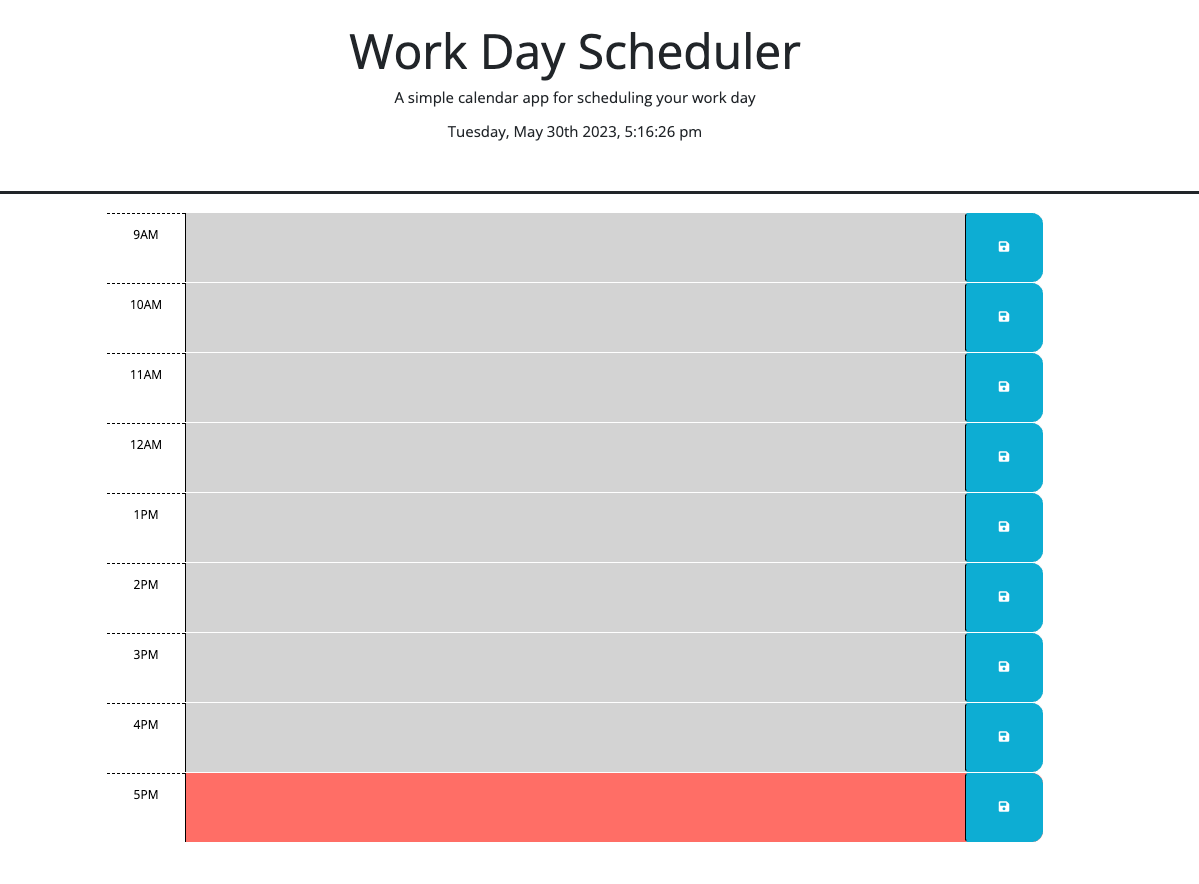 Work Day Scheduler
A simple calendar app for scheduling your work day
Tuesday, May 30th 2023, 5:16:26 pm
9AM
10AM
11AM
12AM
1PM
2PM
3PM
4PM
5PM